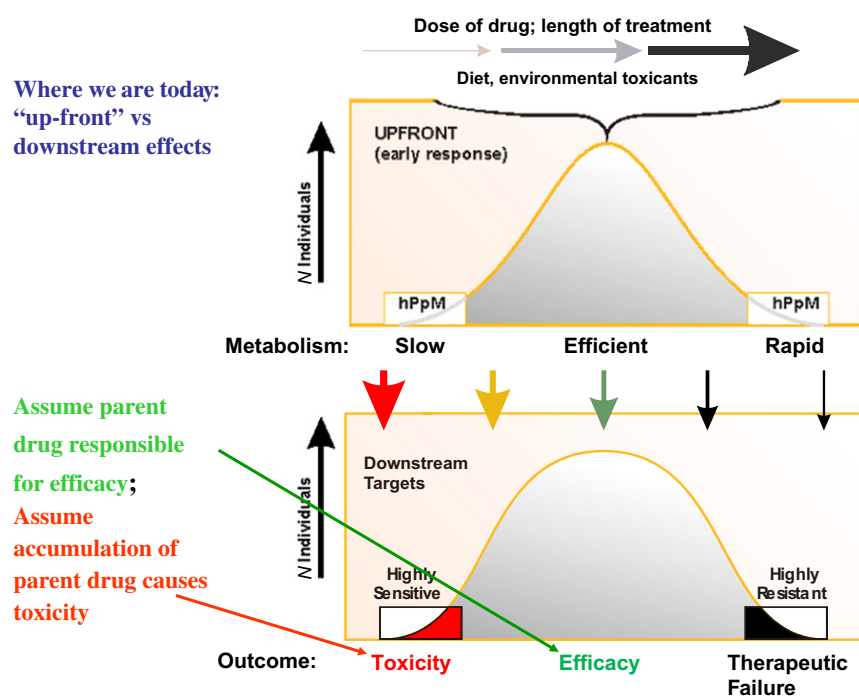 Dose of drug; length of treatment
Diet, environmental toxicants
Where we are today:
“up-front” vs
downstream effects
UPFRONT
(early response)
N Individuals
hPpM
hPpM
Metabolism: Slow Efficient Rapid
Assume parent
drug responsible
for efficacy;
Assume
accumulation of
parent drug causes
toxicity
N Individuals
Downstream
Targets
Highly
Sensitive
Highly
Resistant
Outcome: Toxicity Efficacy Therapeutic
Failure